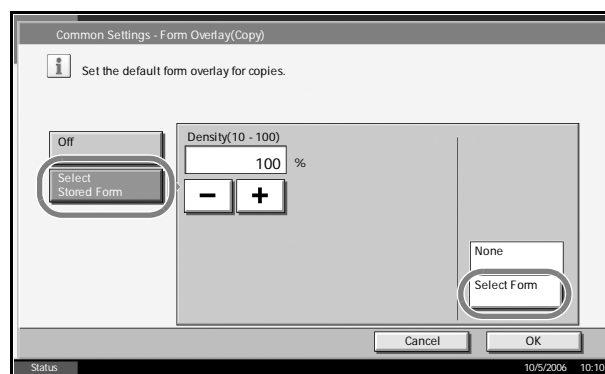 Common Settings - Form Overlay(Copy)
i Set the default form overlay for copies.
Off
Select
Stored Form
Density(10 - 100)
100 %
− +
None
Select Form
Cancel OK
Status 10/5/2006 10:10